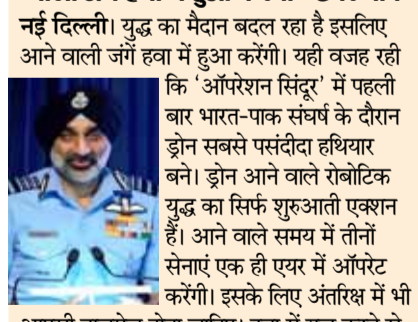 नई दिल्ली। युद्ध का मैदान बदल रहा है इसलिए
आने वाली जंगें हवा में हुआ करेंगी। यही वजह रही
कि 'ऑपरेशन सिंदूर' में पहली
बार भारत-पाक संघर्ष के दौरान
ड्रोन सबसे पसंदीदा हथियार
बने। ड्रोन आने वाले रोबोटिक
युद्ध का सिर्फ शुरुआती एक्शन
हैं। आने वाले समय में तीनों
सेनाएं एक ही एयर में ऑपरेट
करेंगी। इसके लिए अंतरिक्ष में भी